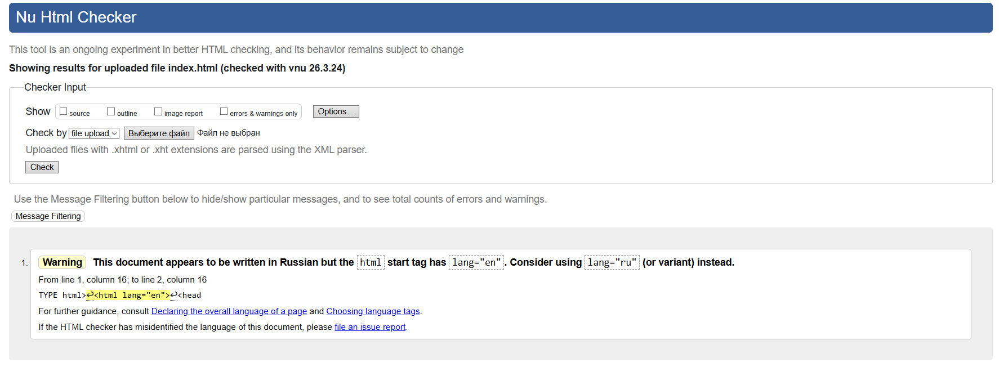 Nu Html Checker
This tool is an ongoing experiment in better HTML checking, and its behavior remains subject to change
Showing results for uploaded file index.html (checked with vnu 26.3.24)
Checker Input
Show source outline image report errors & warnings only Options...
Check by file upload Выберите файл Файл не выбран
Uploaded files with .xhtml or .xht extensions are parsed using the XML parser.
Check
Use the Message Filtering button below to hide/show particular messages, and to see total counts of errors and warnings.
Message Filtering
1. Warning This document appears to be written in Russian but the html start tag has lang="en". Consider using lang="ru" (or variant) instead.
From line 1, column 16; to line 2, column 16
TYPE html>↩<html lang="en">↩<head
For further guidance, consult Declaring the overall language of a page and Choosing language tags.
If the HTML checker has misidentified the language of this document, please file an issue report.